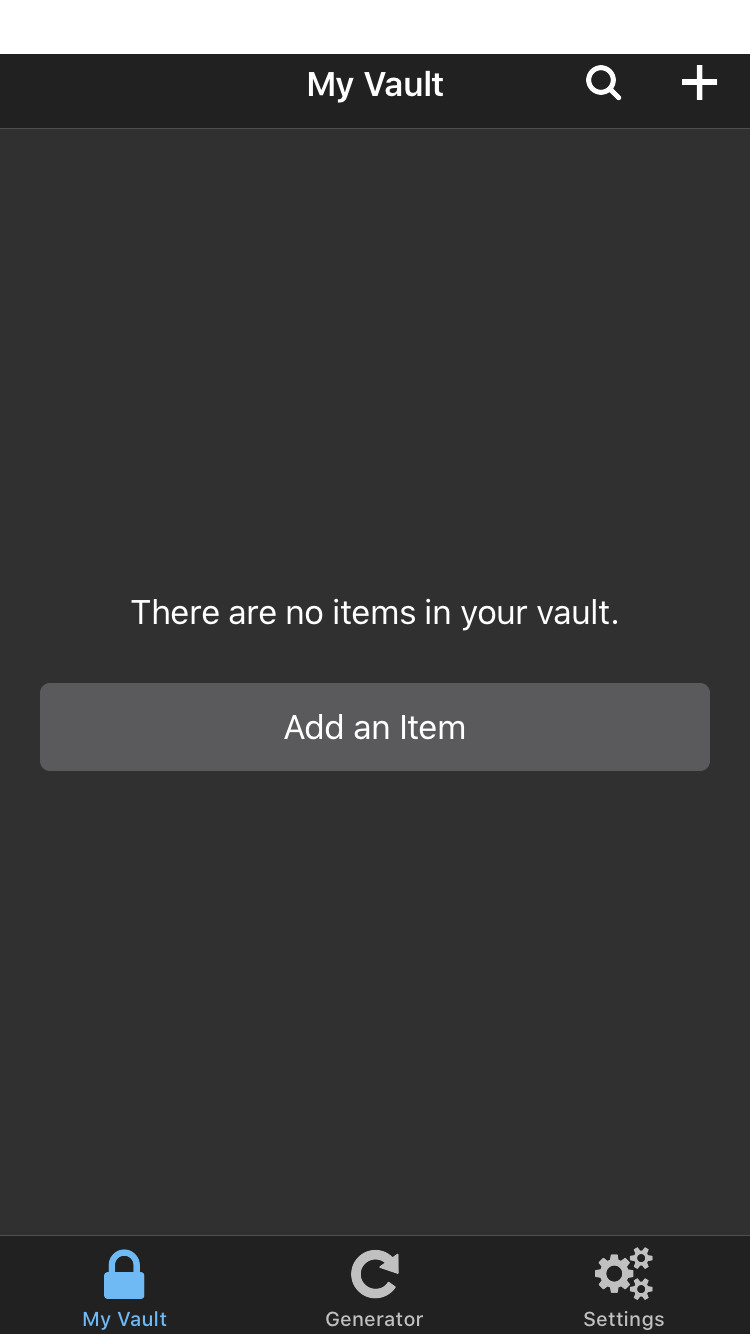 My Vault
There are no items in your vault.
Add an Item
My Vault
Generator
Settings